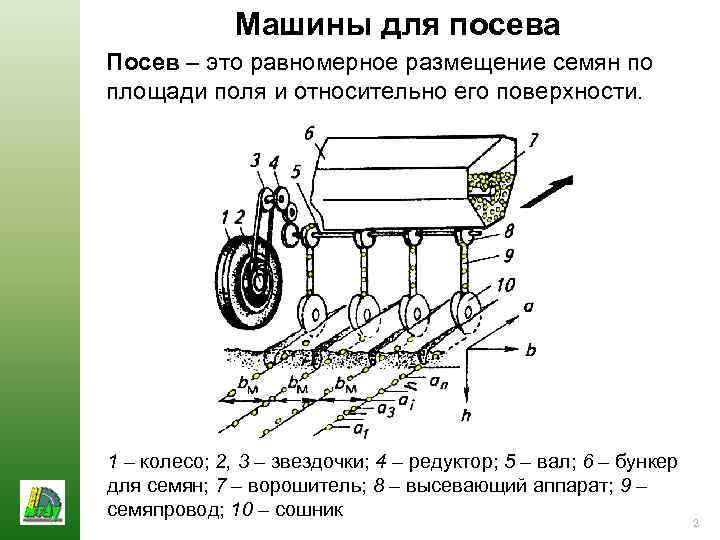 Машины для посева
Посев – это равномерное размещение семян по
площади поля и относительно его поверхности.
6
7
3 4
5
1 2
8
9
10
a
b
bм bм bм
h
an
ai
a3
a1
h
1 – колесо; 2, 3 – звездочки; 4 – редуктор; 5 – вал; 6 – бункер
для семян; 7 – ворошитель; 8 – высевающий аппарат; 9 –
семяпровод; 10 – сошник
2